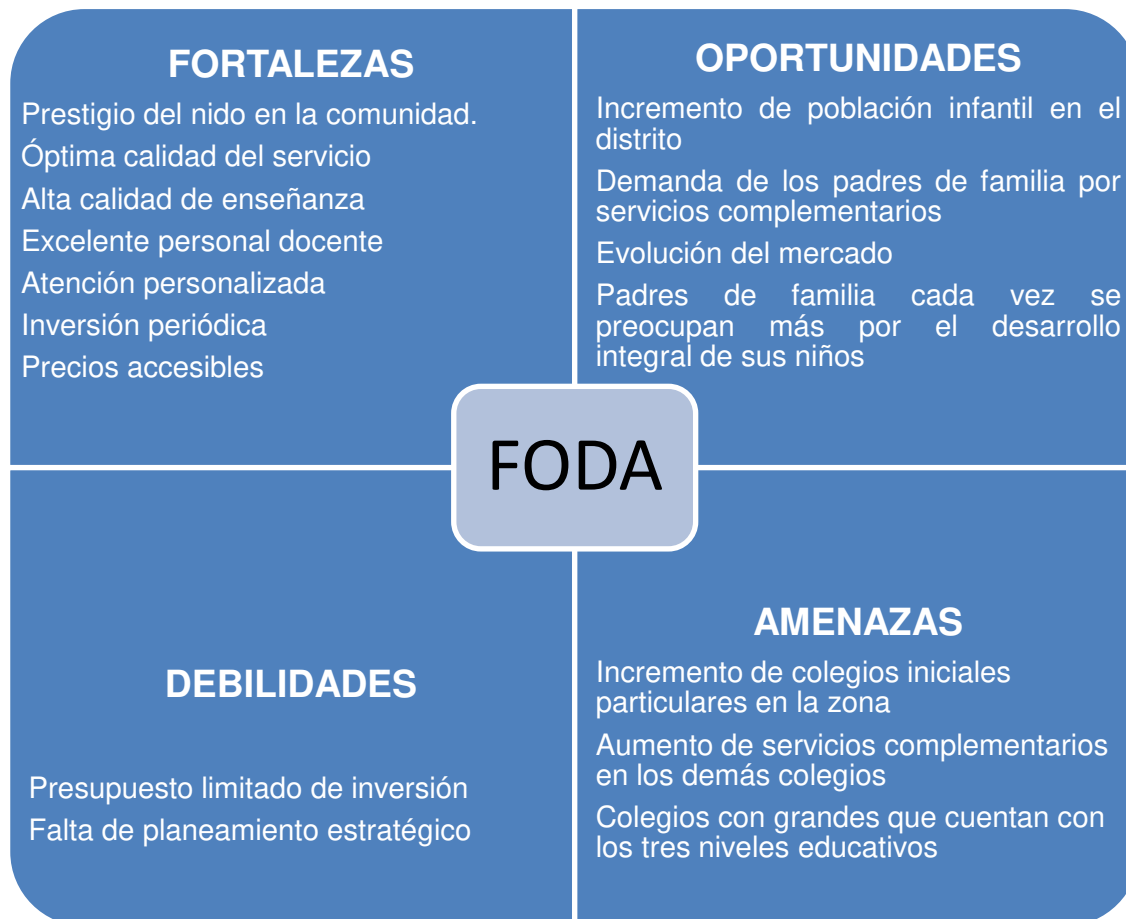 FORTALEZAS
Prestigio del nido en la comunidad.
Óptima calidad del servicio
Alta calidad de enseñanza
Excelente personal docente
Atención personalizada
Inversión periódica
Precios accesibles
OPORTUNIDADES
Incremento de población infantil en el
distrito
Demanda de los padres de familia por
servicios complementarios
Evolución del mercado
Padres de familia cada vez se
preocupan más por el desarrollo
integral de sus niños
FODA
DEBILIDADES
Presupuesto limitado de inversión
Falta de planeamiento estratégico
AMENAZAS
Incremento de colegios iniciales
particulares en la zona
Aumento de servicios complementarios
en los demás colegios
Colegios con grandes que cuentan con
los tres niveles educativos